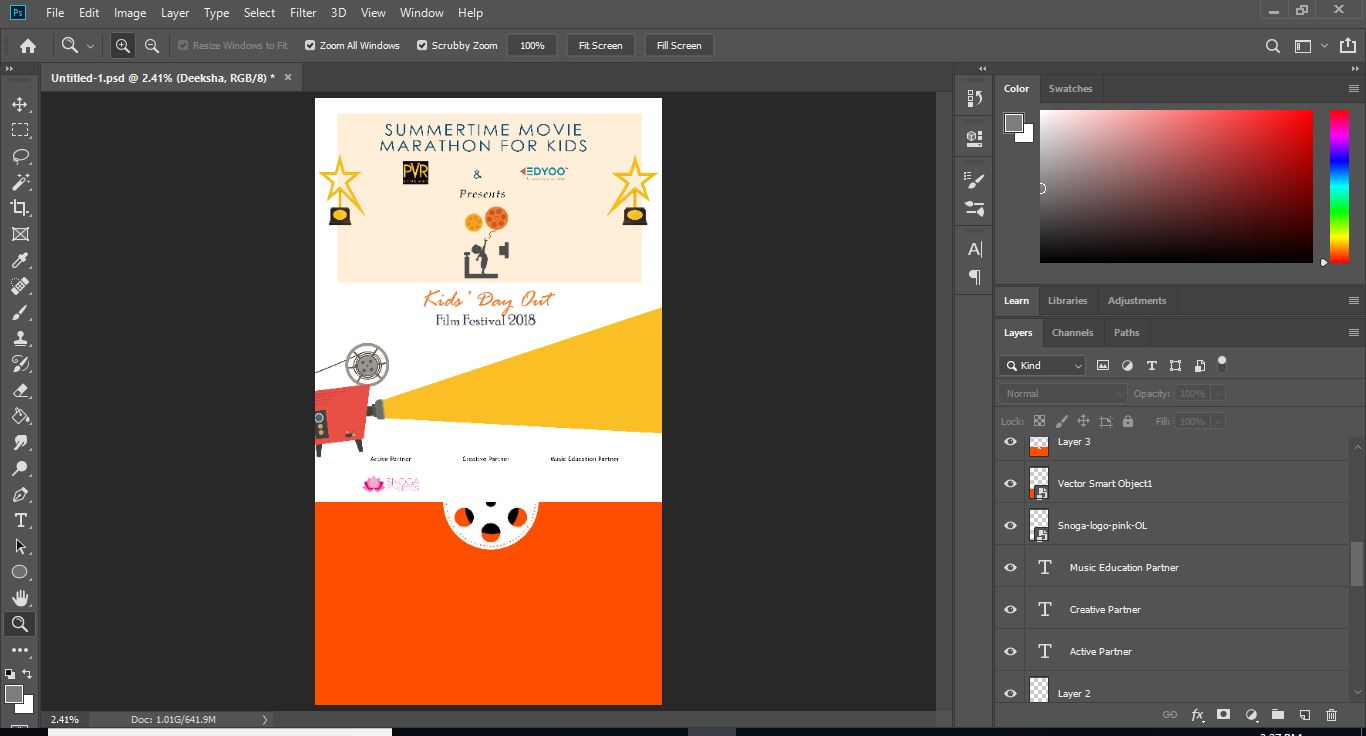 Ps File Edit Image Layer Type Select Filter 3D View Window Help
Resize Windows to Fit Zoom All Windows Scrubby Zoom 100% Fit Screen Fill Screen
Untitled-1.psd @ 2.41% (Deeksha, RGB/8) *
SUMMERTIME MOVIE
MARATHON FOR KIDS
PVR
CINEMAS
&
EDYOO
Presents
Kids' Day Out
Film Festival 2018
Active Partner
Creative Partner
Music Education Partner
SNOGA
2.41% Doc: 1.01G/641.9M
Color Swatches
Learn Libraries Adjustments
Layers Channels Paths
Kind
Normal Opacity: 100%
Lock: Fill: 100%
Layer 3
Vector Smart Object1
Snoga-logo-pink-OL
Music Education Partner
Creative Partner
Active Partner
Layer 2
fx